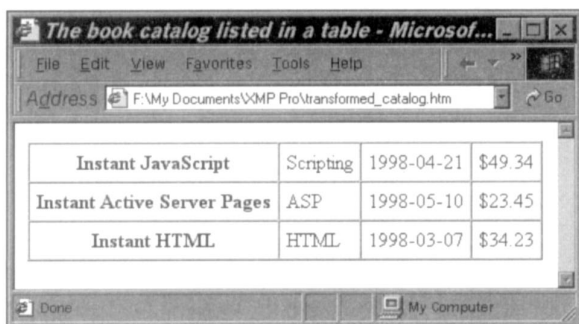 The book catalog listed in a table - Microsof...
File Edit View Favorites Tools Help »
Address F:\My Documents\XMP Pro\transformed_catalog.htm Go
Instant JavaScript Scripting 1998-04-21 $49.34
Instant Active Server Pages ASP 1998-05-10 $23.45
Instant HTML HTML 1998-03-07 $34.23
Done My Computer